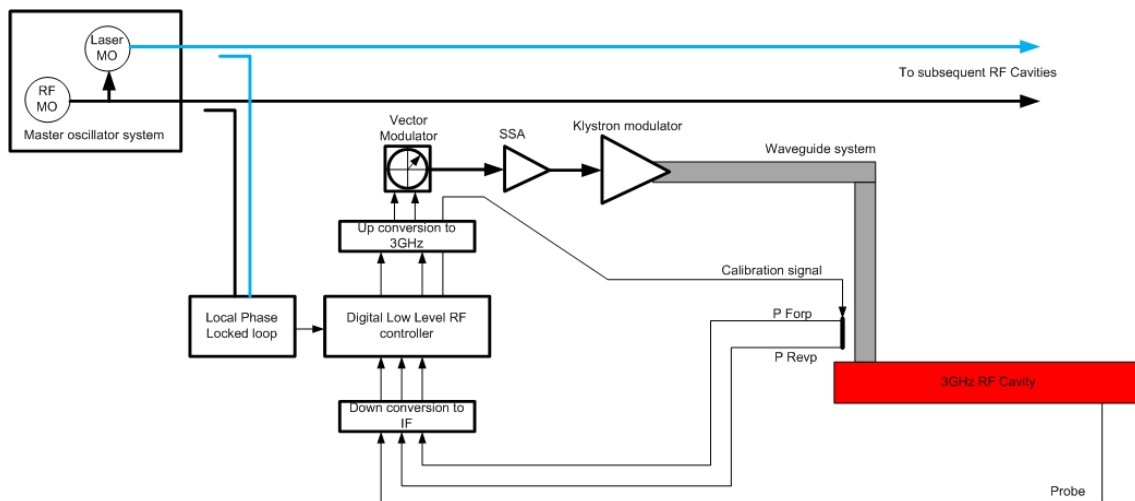 Laser
MO
RF
MO
Master oscillator system
To subsequent RF Cavities
Vector
Modulator
SSA
Klystron modulator
Waveguide system
Up conversion to
3GHz
Calibration signal
Local Phase
Locked loop
Digital Low Level RF
controller
P Forp
P Revp
3GHz RF Cavity
Down conversion to
IF
Probe